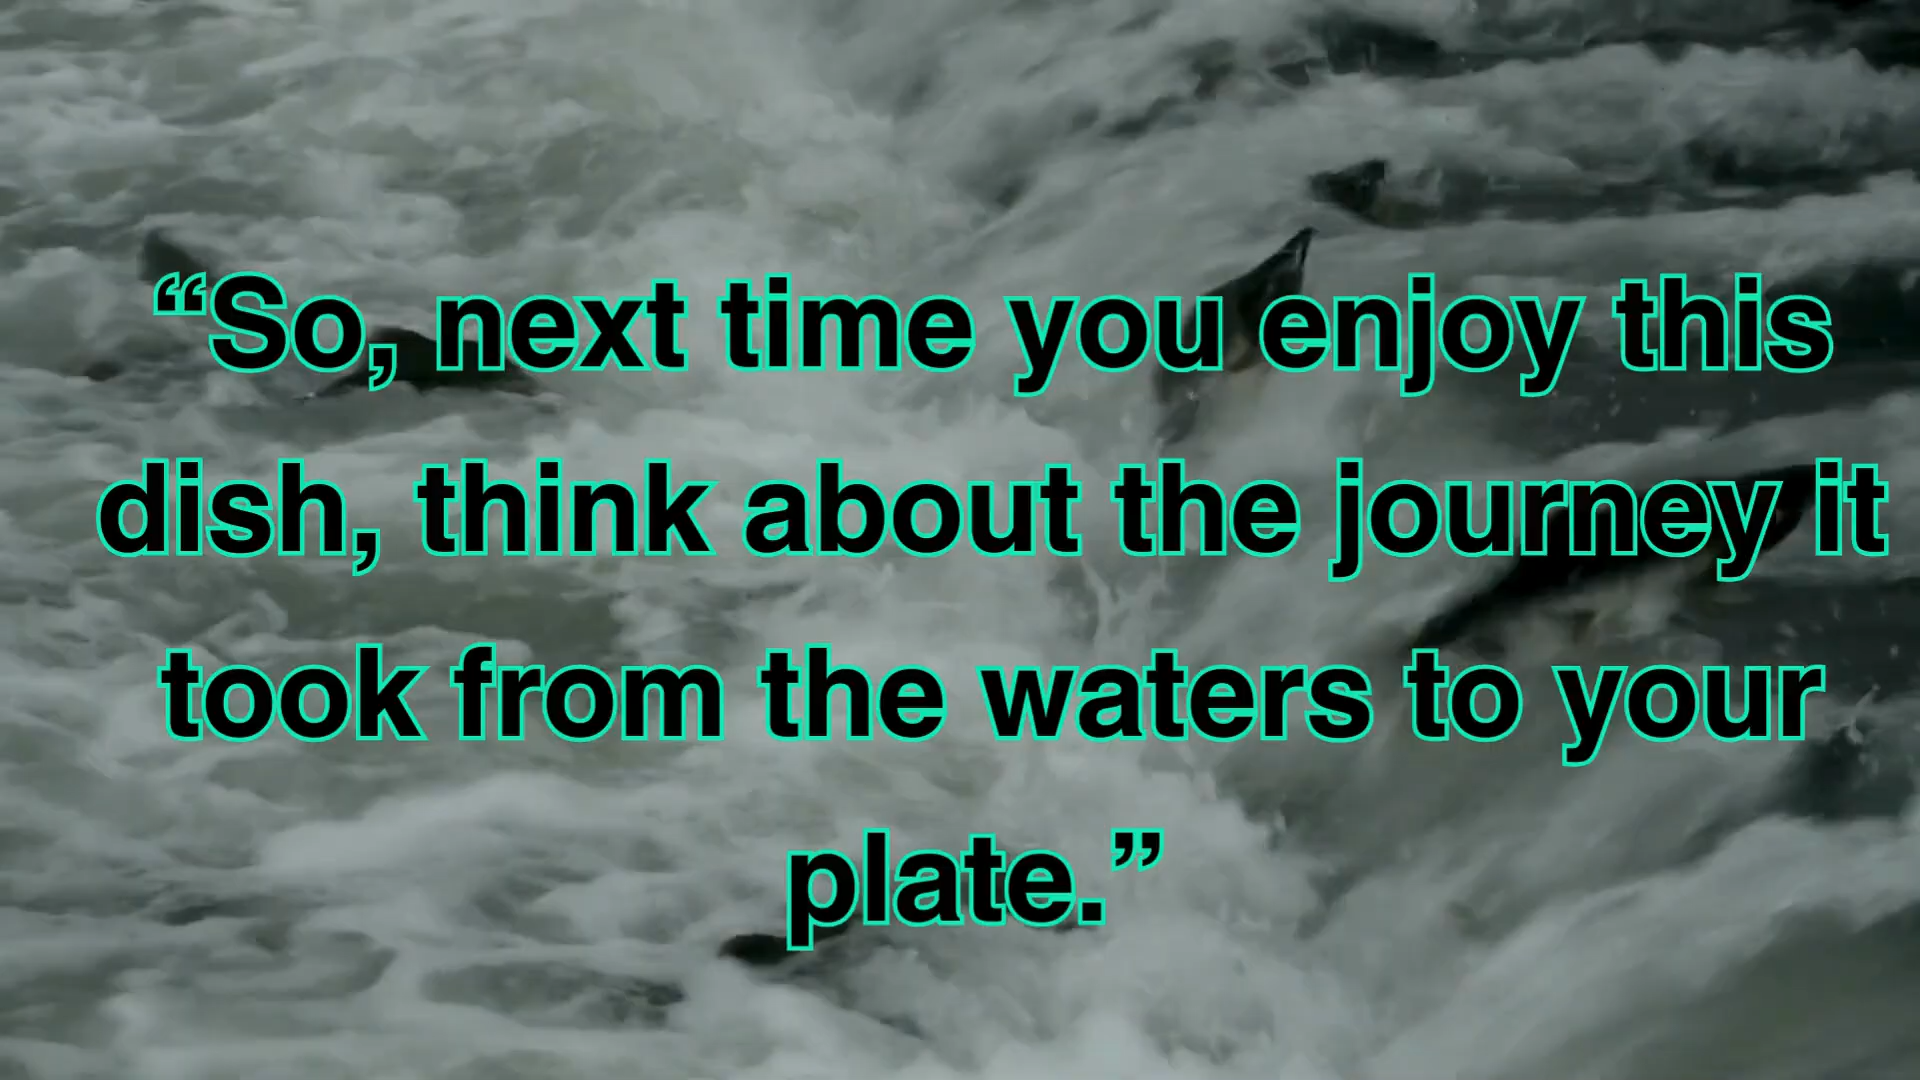 “So, next time you enjoy this
dish, think about the journey it
took from the waters to your
plate.”